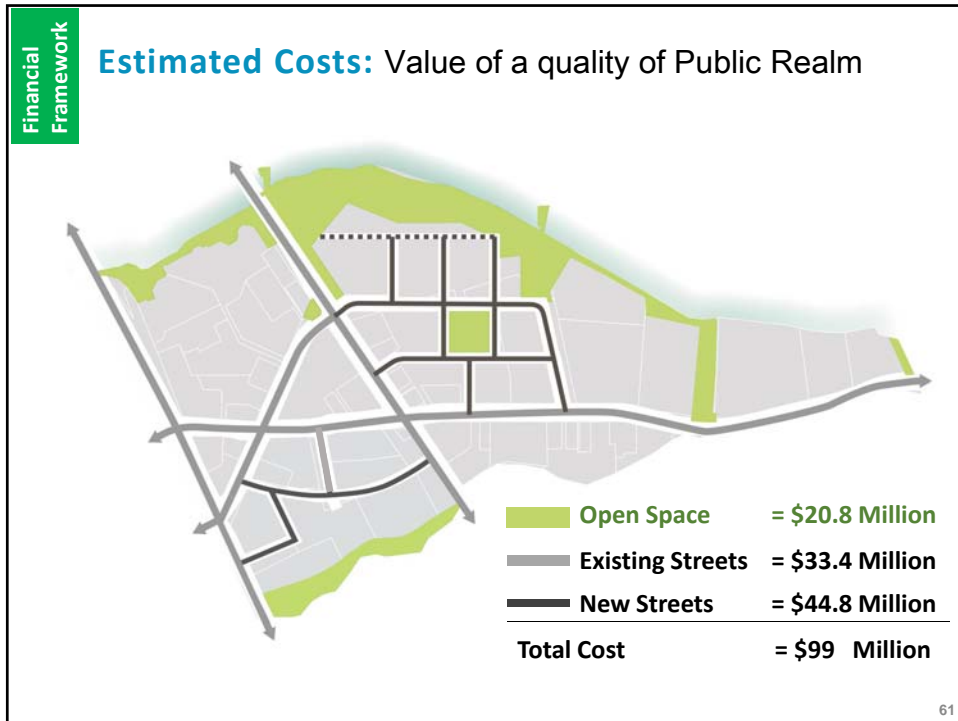 Financial
Framework
Estimated Costs: Value of a quality of Public Realm
Open Space = $20.8 Million
Existing Streets = $33.4 Million
New Streets = $44.8 Million
Total Cost = $99 Million
61